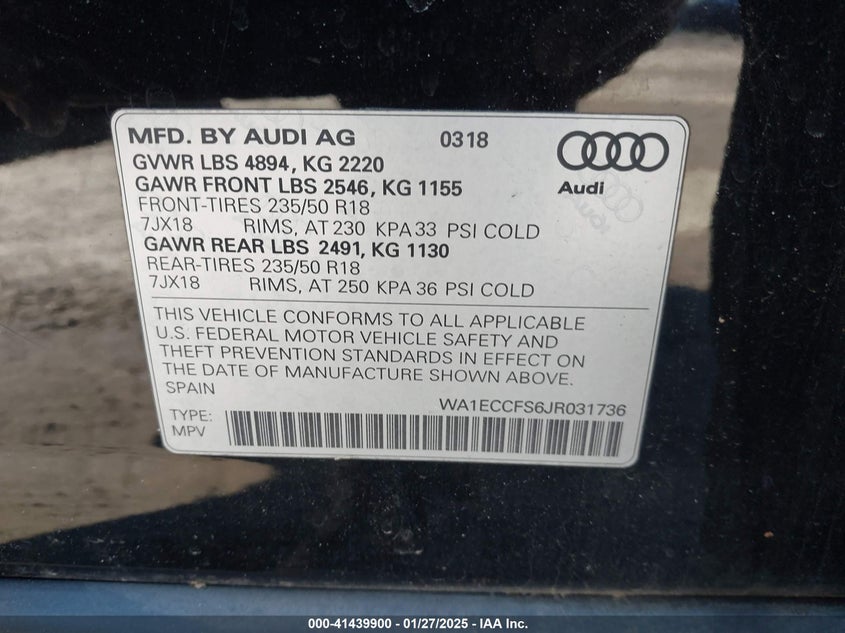 MFD. BY AUDI AG 0318
GVWR LBS 4894, KG 2220
GAWR FRONT LBS 2546, KG 1155
FRONT-TIRES 235/50 R18
7JX18 RIMS, AT 230 KPA 33 PSI COLD
GAWR REAR LBS 2491, KG 1130
REAR-TIRES 235/50 R18
7JX18 RIMS, AT 250 KPA 36 PSI COLD
Audi
THIS VEHICLE CONFORMS TO ALL APPLICABLE
U.S. FEDERAL MOTOR VEHICLE SAFETY AND
THEFT PREVENTION STANDARDS IN EFFECT ON
THE DATE OF MANUFACTURE SHOWN ABOVE.
SPAIN
WA1ECCFS6JR031736
TYPE:
MPV
000-41439900 - 01/27/2025 - IAA Inc.